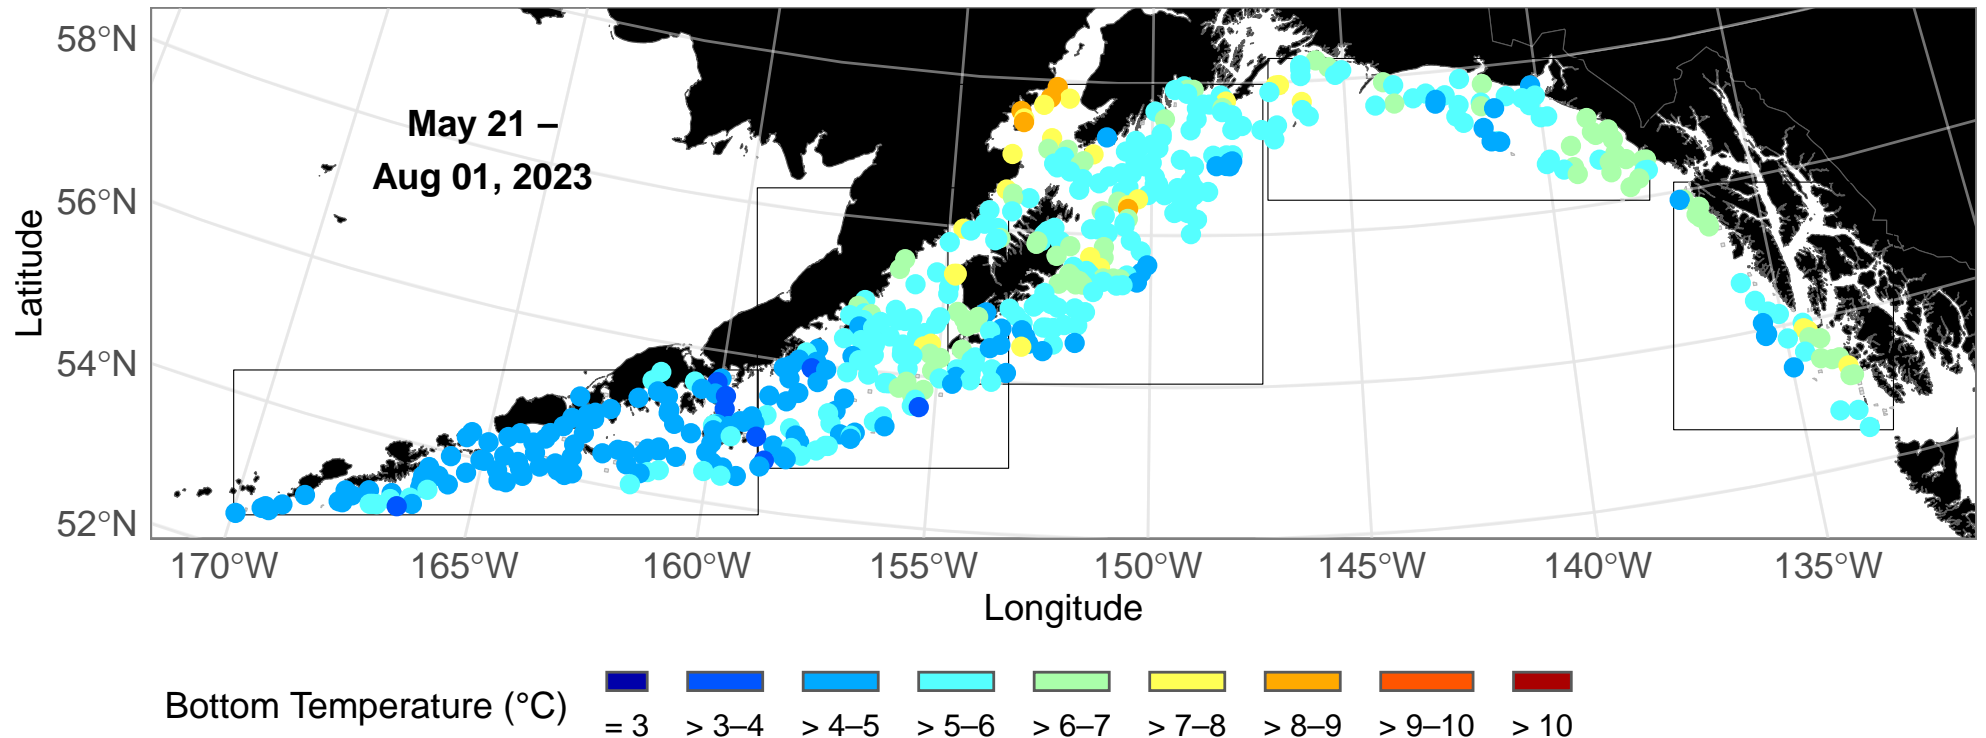 58°N
56°N
54°N
52°N
Latitude
May 21 –
Aug 01, 2023
170°W 165°W 160°W 155°W 150°W 145°W 140°W 135°W
Longitude
Bottom Temperature (°C)
= 3 > 3–4 > 4–5 > 5–6 > 6–7 > 7–8 > 8–9 > 9–10 > 10